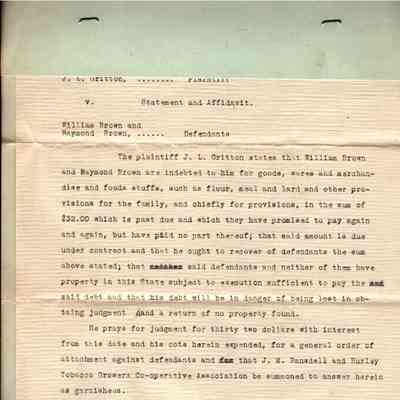 J. L. Gritton, ........ Plaintiff
v. Statement and Affidavit.
William Brown and
Raymond Brown, ...... Defendants
The plaintiff J. L. Gritton states that William Brown
and Raymond Brown are indebted to him for goods, wares and merchan-
dise and foods stuffs, such as flour, meal and lard and other pro-
visions for the family, and chiefly for provisions, in the sum of
$32.00 which is past due and which they have promised to pay again
and again, but have paid no part thereof; that said amount is due
under contract and that he ought to recover of defendants the sum
above stated; that said defendants and neither of them have
property in this State subject to execution sufficient to pay the
said debt and that his debt will be in danger of being lost in ob-
taing judgment and a return of no property found.
He prays for judgment for thirty two dollars with interest
from this date and his cots herein expended, for a general order of
attachment against defendants and that J. E. Ransdell and Burley
Tobacco Growers Co-operative Association be summoned to answer herein
as garnishees.